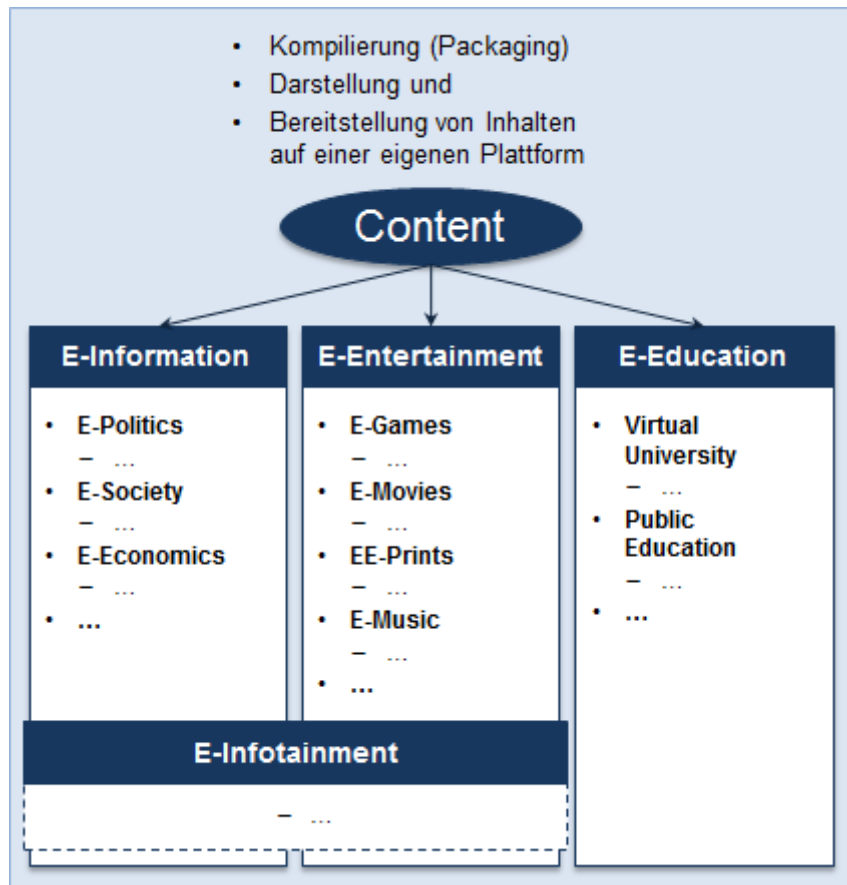 • Kompilierung (Packaging)
• Darstellung und
• Bereitstellung von Inhalten
auf einer eigenen Plattform
Content
E-Information
• E-Politics
– ...
• E-Society
– ...
• E-Economics
– ...
• ...
E-Entertainment
• E-Games
– ...
• E-Movies
– ...
• EE-Prints
– ...
• E-Music
– ...
• ...
E-Education
• Virtual
University
– ...
• Public
Education
– ...
• ...
E-Infotainment
– ...